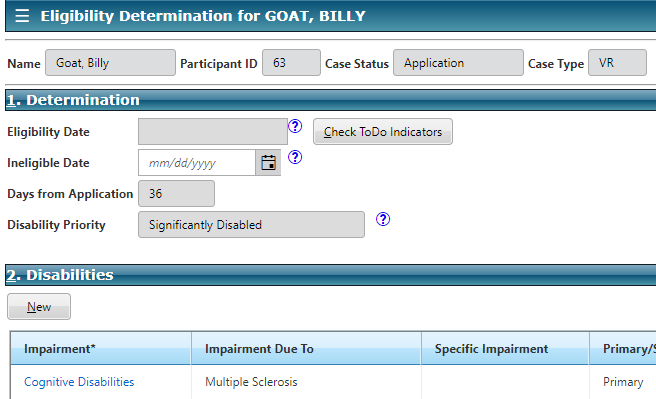 ☰ Eligibility Determination for GOAT, BILLY
Name Goat, Billy Participant ID 63 Case Status Application Case Type VR
1. Determination
Eligibility Date ? Check ToDo Indicators
Ineligible Date mm/dd/yyyy ?
Days from Application 36
Disability Priority Significantly Disabled ?
2. Disabilities
New
Impairment* Impairment Due To Specific Impairment Primary/
Cognitive Disabilities Multiple Sclerosis Primary